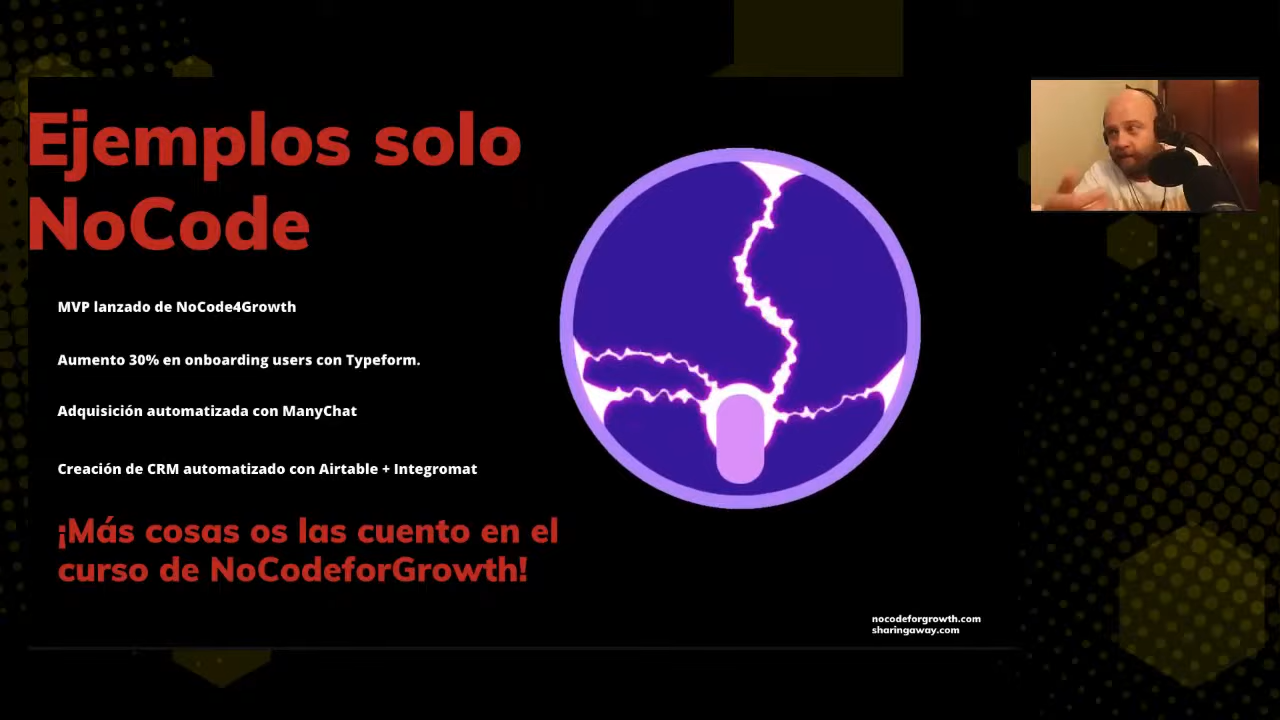 Ejemplos solo
NoCode
MVP lanzado de NoCode4Growth
Aumento 30% en onboarding users con Typeform.
Adquisición automatizada con ManyChat
Creación de CRM automatizado con Airtable + Integromat
¡Más cosas os las cuento en el
curso de NoCodeforGrowth!
nocodeforgrowth.com
sharingaway.com